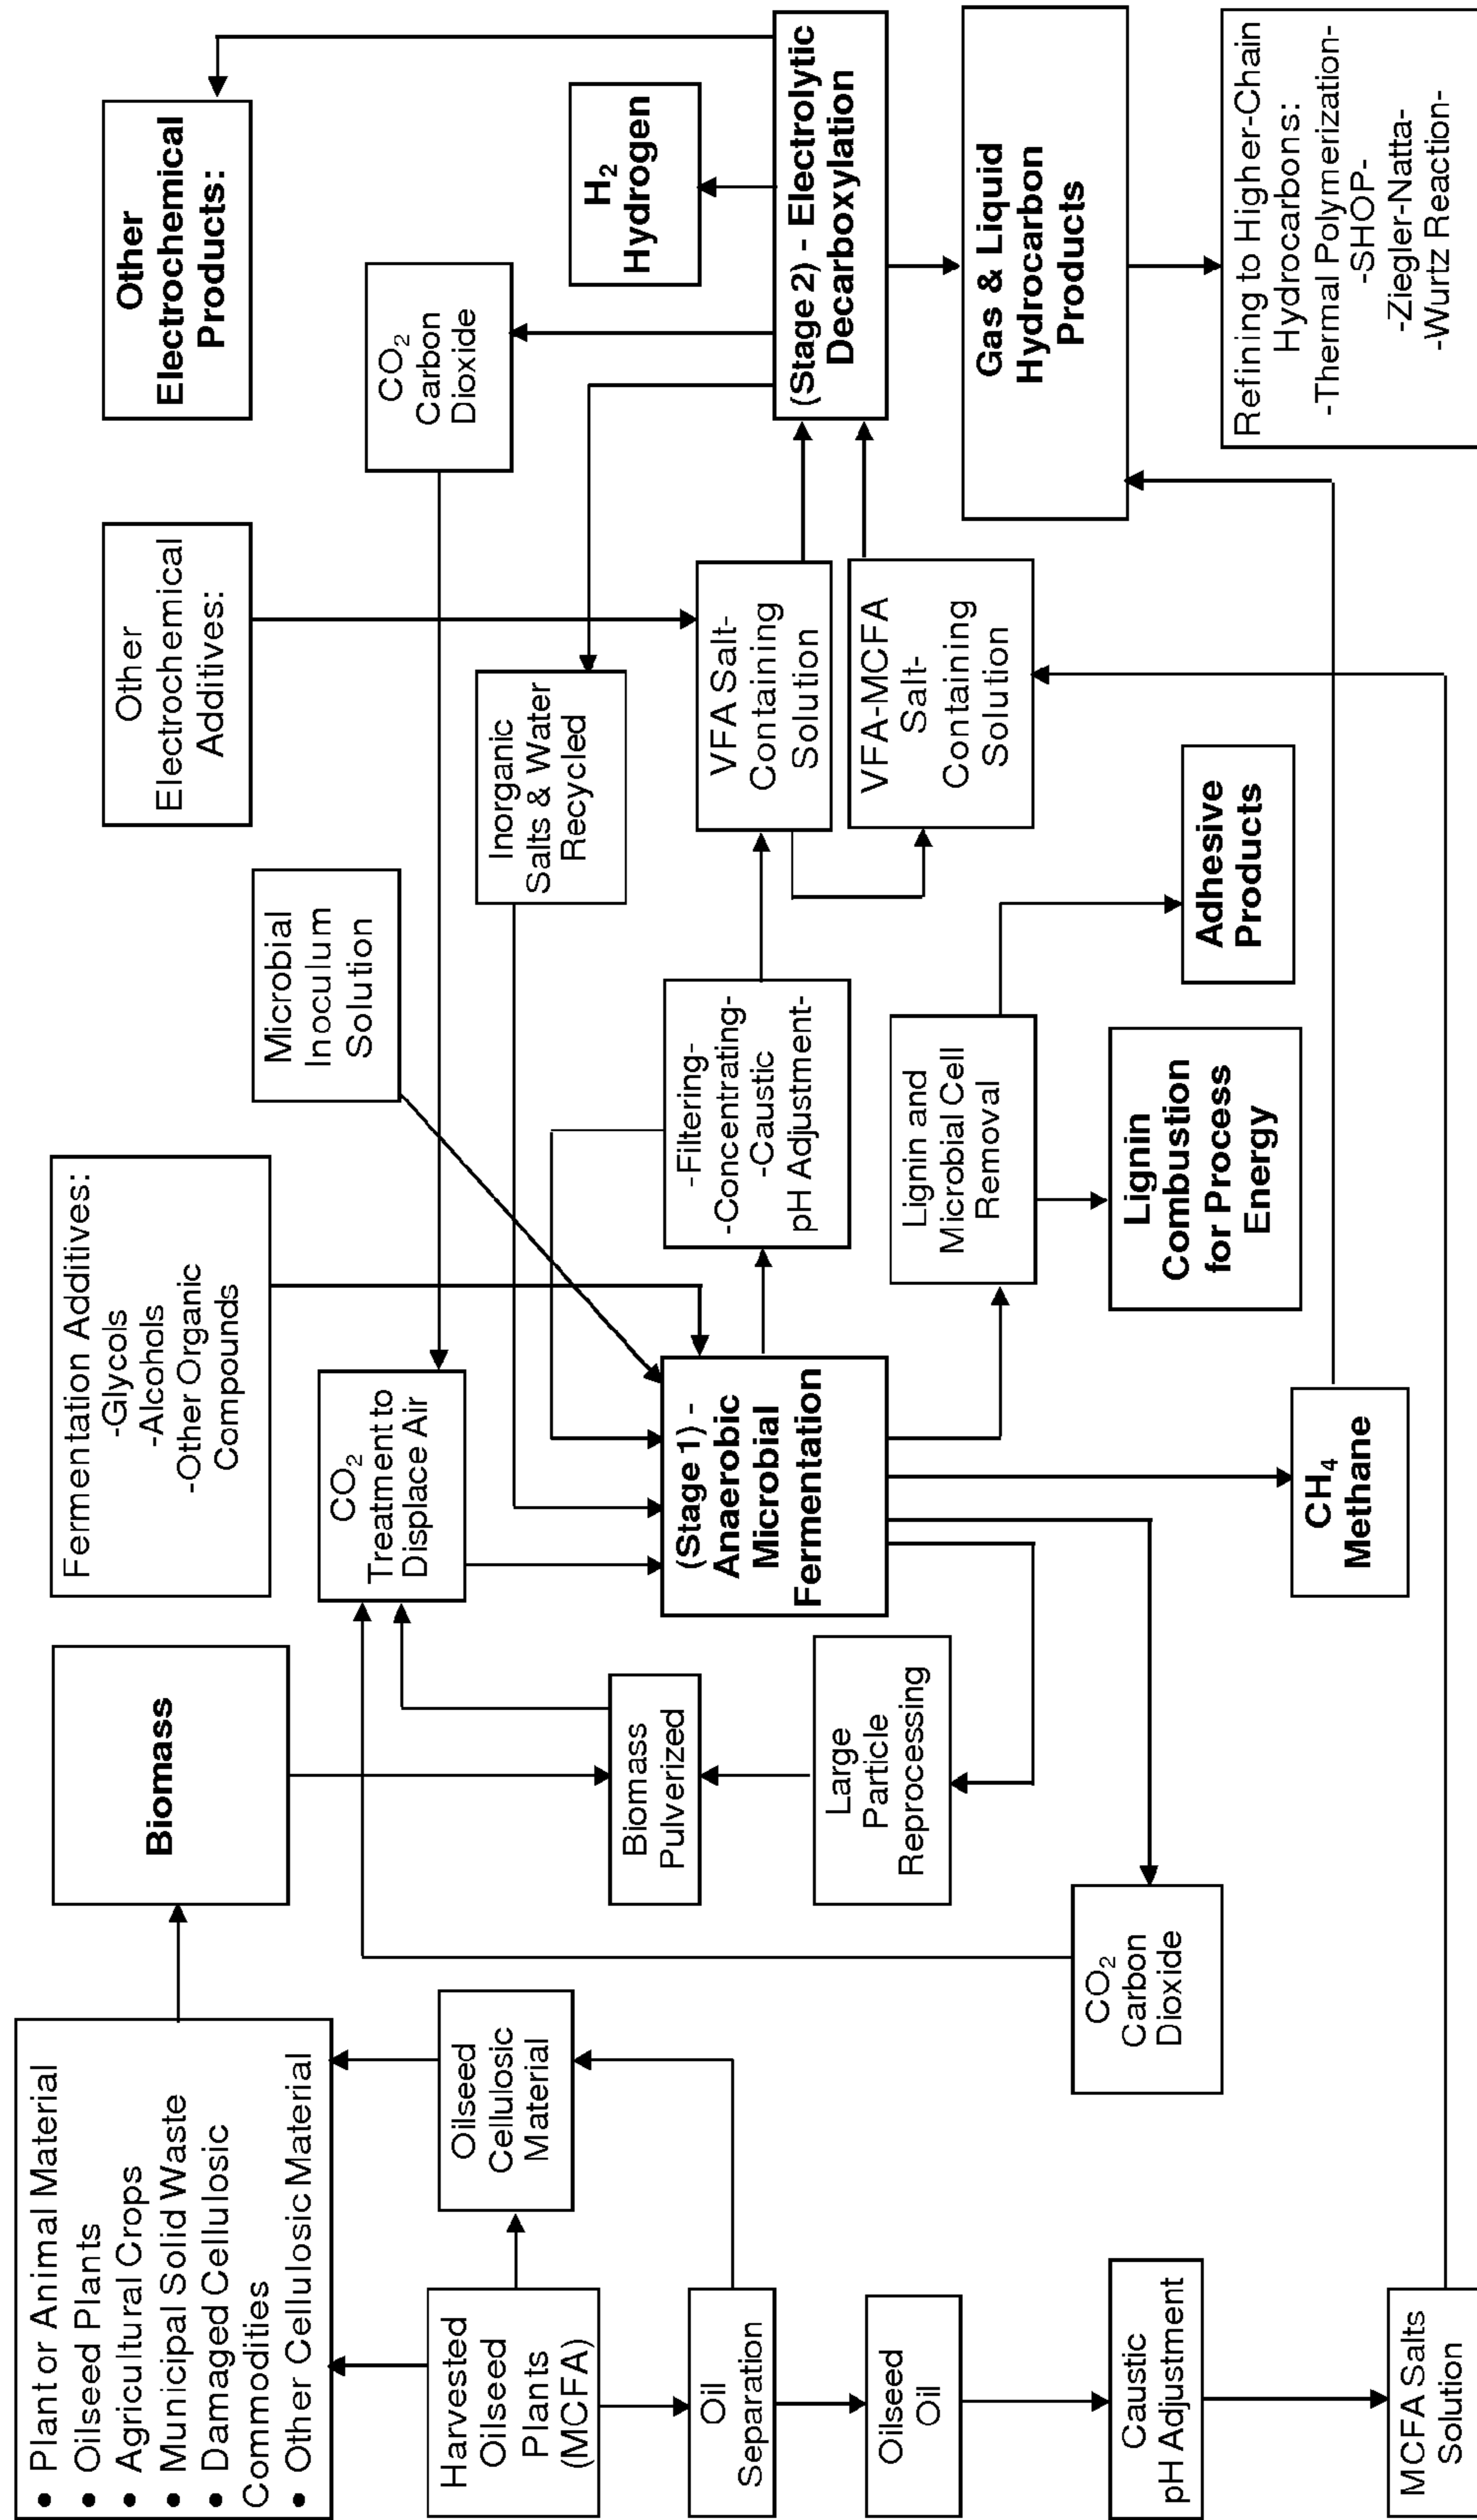 • Plant or Animal Material
• Oilseed Plants
• Agricultural Crops
• Municipal Solid Waste
• Damaged Cellulosic
Commodities
• Other Cellulosic Material
Biomass
Fermentation Additives:
-Glycols
-Alcohols
-Other Organic
Compounds
Microbial
Inoculum
Solution
Other
Electrochemical
Additives:
Other
Electrochemical
Products:
Harvested
Oilseed
Plants
(MCFA)
Oilseed
Cellulosic
Material
CO₂
Treatment to
Displace Air
Inorganic
Salts & Water
Recycled
CO₂
Carbon
Dioxide
H₂
Hydrogen
Oil
Separation
Biomass
Pulverized
(Stage 1) -
Anaerobic
Microbial
Fermentation
-Filtering-
-Concentrating-
-Caustic
pH Adjustment-
VFA Salt-
Containing
Solution
(Stage 2) - Electrolytic
Decarboxylation
Oilseed
Oil
Large
Particle
Reprocessing
Lignin and
Microbial Cell
Removal
VFA-MCFA
Salt-
Containing
Solution
Gas & Liquid
Hydrocarbon
Products
Caustic
pH Adjustment
CO₂
Carbon
Dioxide
Lignin
Combustion
for Process
Energy
Adhesive
Products
MCFA Salts
Solution
CH₄
Methane
Refining to Higher-Chain
Hydrocarbons:
-Thermal Polymerization-
-SHOP-
-Ziegler-Natta-
-Wurtz Reaction-